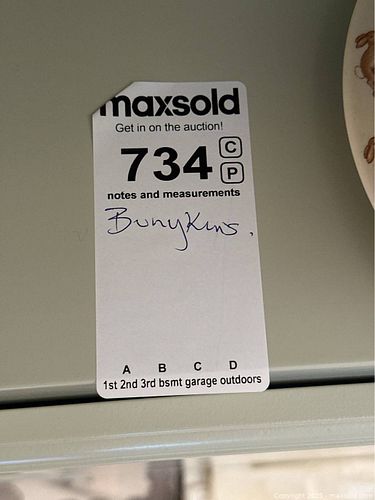 maxsold
Get in on the auction!
734 C
P
notes and measurements
Bunykins.
A B C D
1st 2nd 3rd bsmt garage outdoors